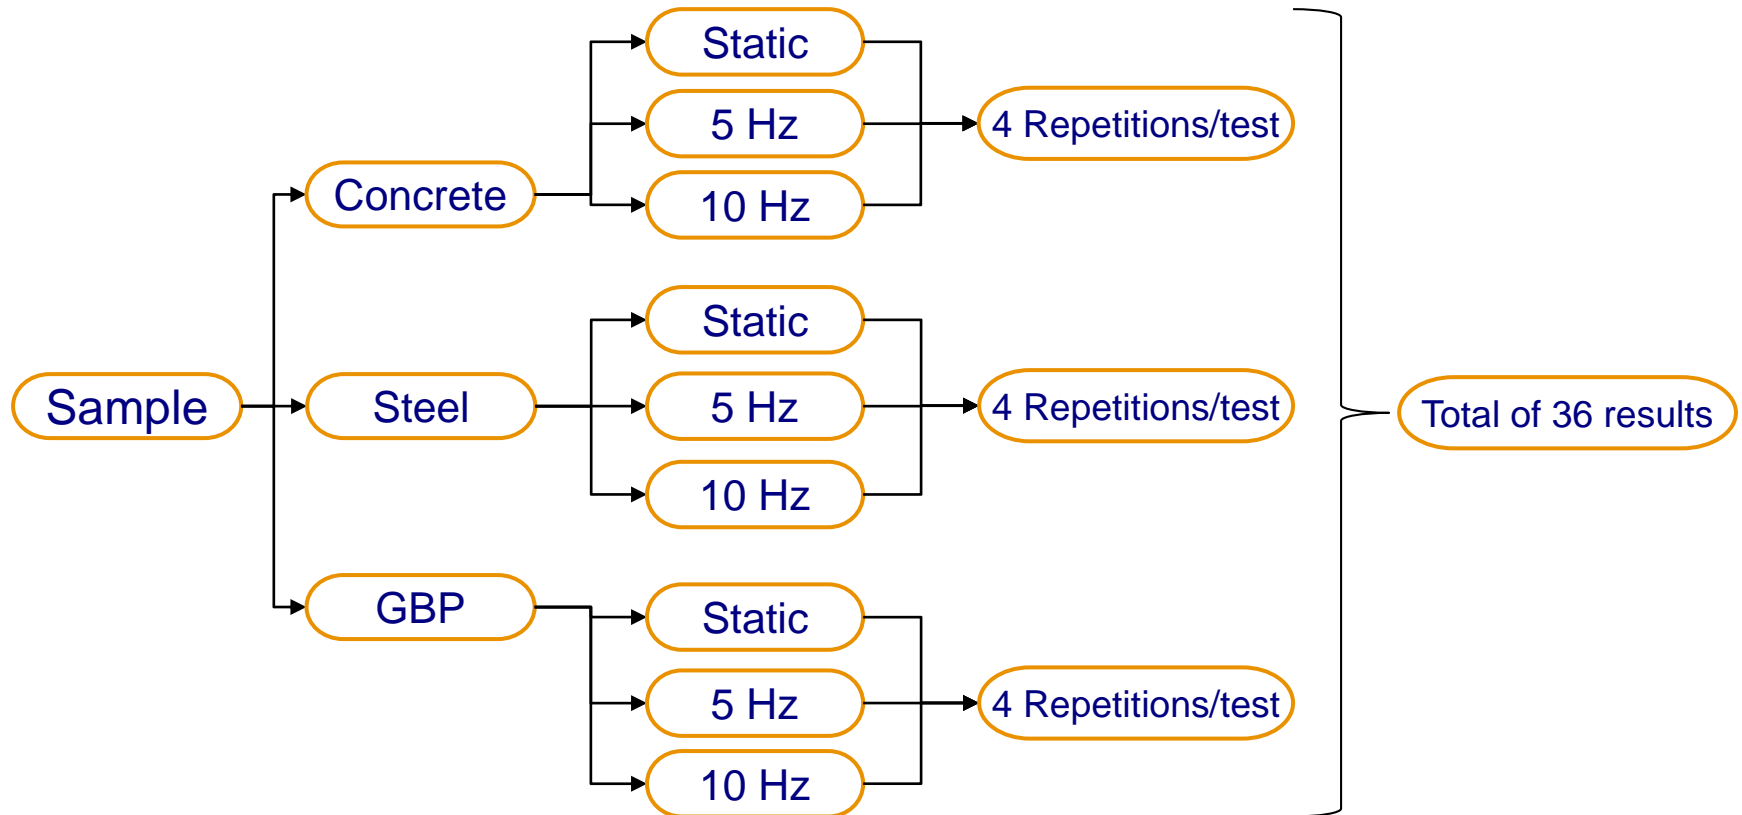 Sample
Concrete
Static
5 Hz
10 Hz
4 Repetitions/test
Steel
Static
5 Hz
10 Hz
4 Repetitions/test
GBP
Static
5 Hz
10 Hz
4 Repetitions/test
Total of 36 results